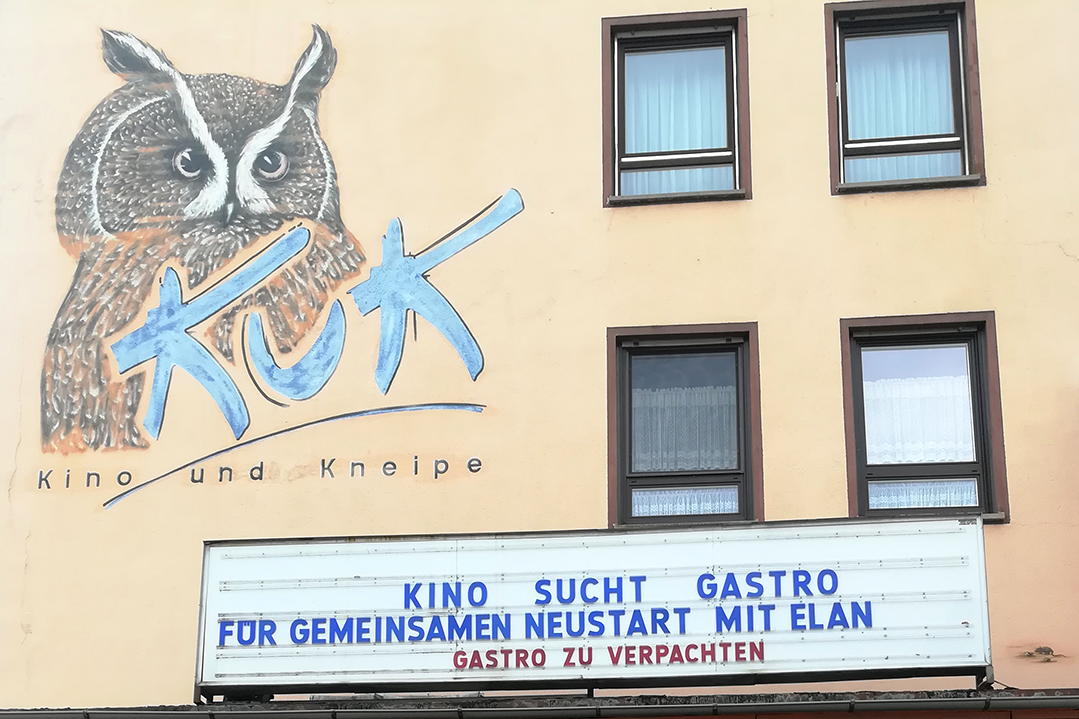 KuK
Kino und Kneipe
KINO SUCHT GASTRO
FÜR GEMEINSAMEN NEUSTART MIT ELAN
GASTRO ZU VERPACHTEN